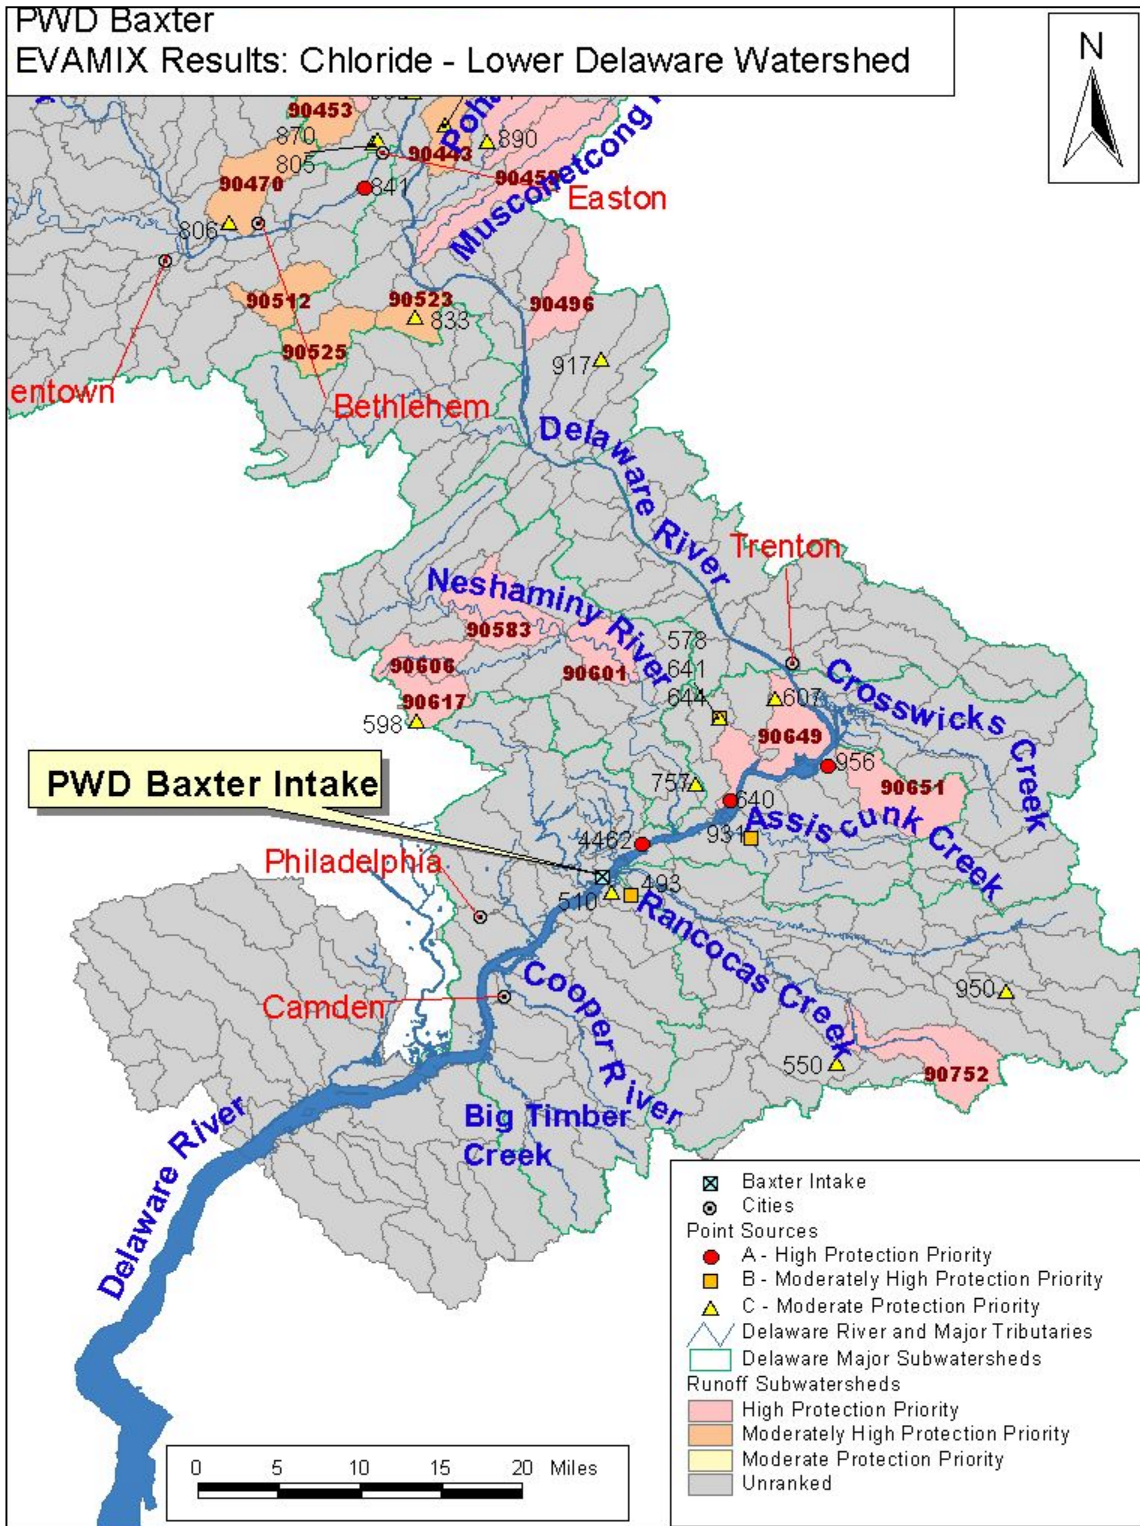 PWD Baxter
EVAMIX Results: Chloride - Lower Delaware Watershed
N
90453
870
805
90443
890
90470
841
Easton
Musconetcong
806
90512
90523
833
90496
90525
917
entown
Bethlehem
Delaware River
Trenton
Neshaminy River
90583
578
90606
90601
641
644
607
Crosswicks Creek
90617
598
90649
956
PWD Baxter Intake
757
90651
640
Assiscunk Creek
931
4462
Philadelphia
493
510
Rancocas Creek
Cooper River
Camden
950
550
90752
Big Timber
Creek
Delaware River
Baxter Intake
Cities
Point Sources
A - High Protection Priority
B - Moderately High Protection Priority
C - Moderate Protection Priority
Delaware River and Major Tributaries
Delaware Major Subwatersheds
Runoff Subwatersheds
High Protection Priority
Moderately High Protection Priority
Moderate Protection Priority
Unranked
0 5 10 15 20 Miles